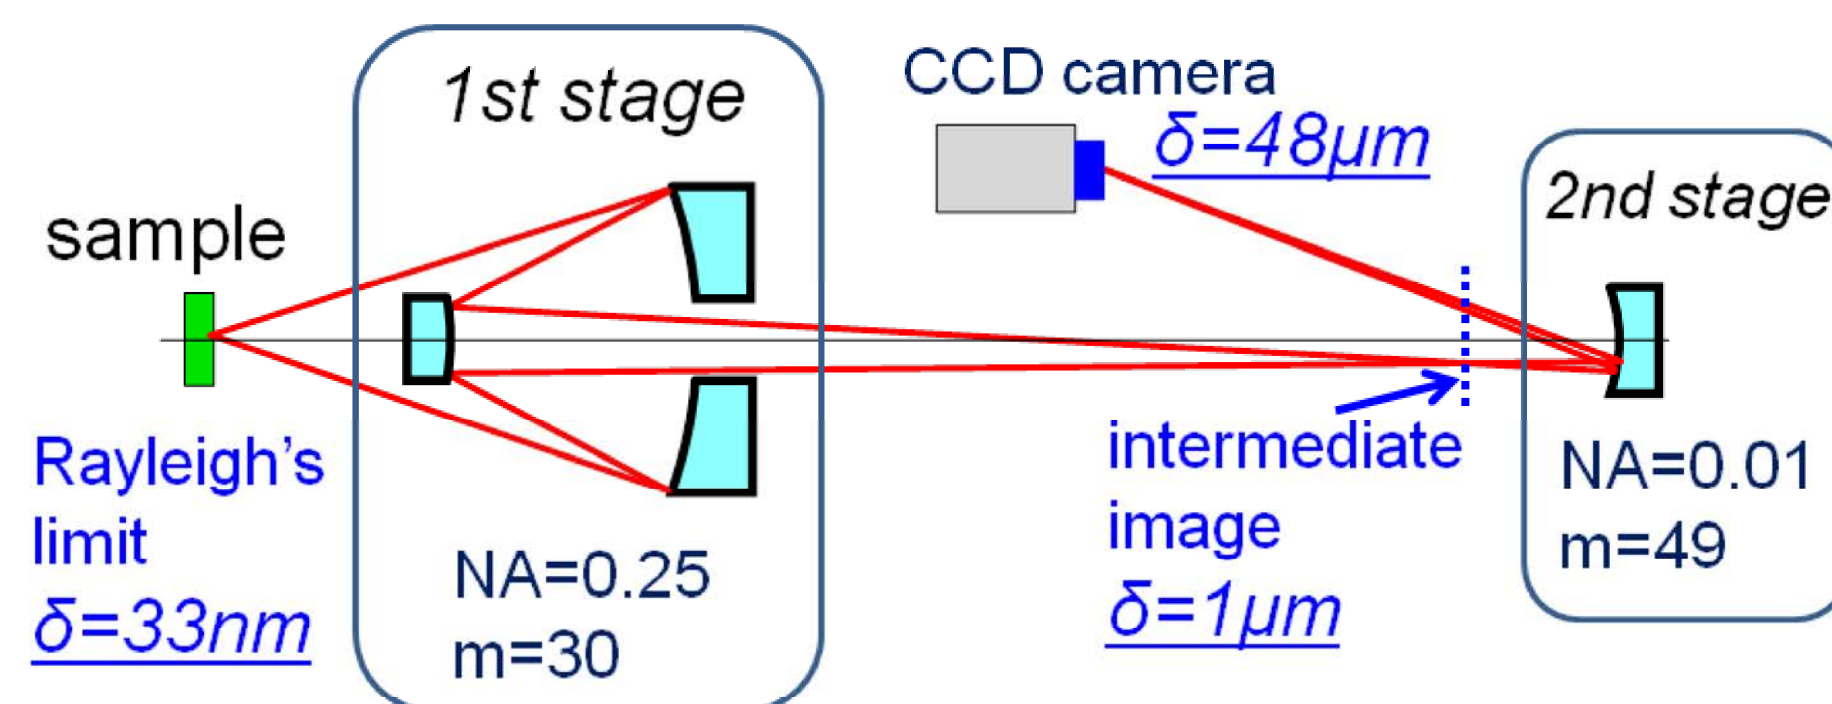 1st stage
CCD camera
δ=48μm
2nd stage
sample
Rayleigh's
limit
δ=33nm
NA=0.25
m=30
intermediate
image
δ=1μm
NA=0.01
m=49